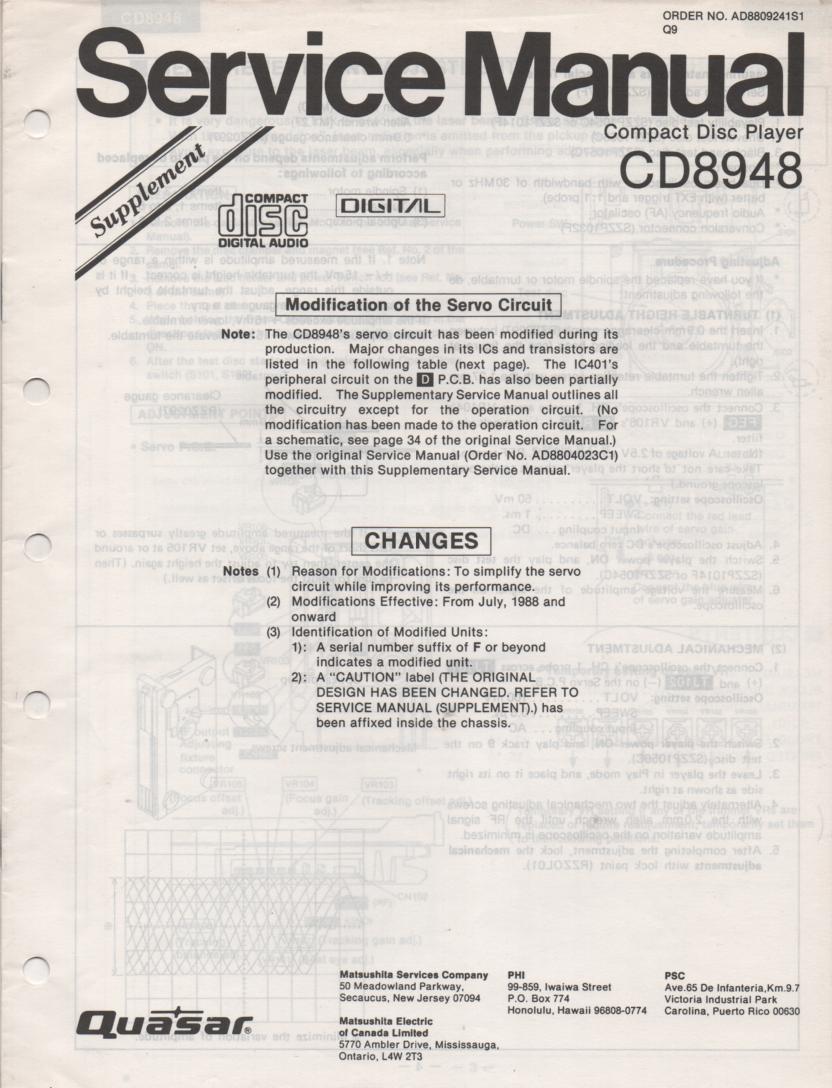 ORDER NO. AD8809241S1
Q9
Service Manual
Compact Disc Player
CD8948
Supplement
COMPACT
disc
DIGITAL AUDIO
DIGITAL
Modification of the Servo Circuit
Note: The CD8948's servo circuit has been modified during its
production. Major changes in its ICs and transistors are
listed in the following table (next page). The IC401's
peripheral circuit on the D P.C.B. has also been partially
modified. The Supplementary Service Manual outlines all
the circuitry except for the operation circuit. (No
modification has been made to the operation circuit. For
a schematic, see page 34 of the original Service Manual.)
Use the original Service Manual (Order No. AD8804023C1)
together with this Supplementary Service Manual.
CHANGES
Notes (1) Reason for Modifications: To simplify the servo
circuit while improving its performance.
(2) Modifications Effective: From July, 1988 and
onward
(3) Identification of Modified Units:
1): A serial number suffix of F or beyond
indicates a modified unit.
2): A "CAUTION" label (THE ORIGINAL
DESIGN HAS BEEN CHANGED. REFER TO
SERVICE MANUAL (SUPPLEMENT).) has
been affixed inside the chassis.
Quasar®
Matsushita Services Company
50 Meadowland Parkway,
Secaucus, New Jersey 07094
Matsushita Electric
of Canada Limited
5770 Ambler Drive, Mississauga,
Ontario, L4W 2T3
PHI
99-859, Iwaiwa Street
P.O. Box 774
Honolulu, Hawaii 96808-0774
PSC
Ave.65 De Infanteria,Km.9.7
Victoria Industrial Park
Carolina, Puerto Rico 00630